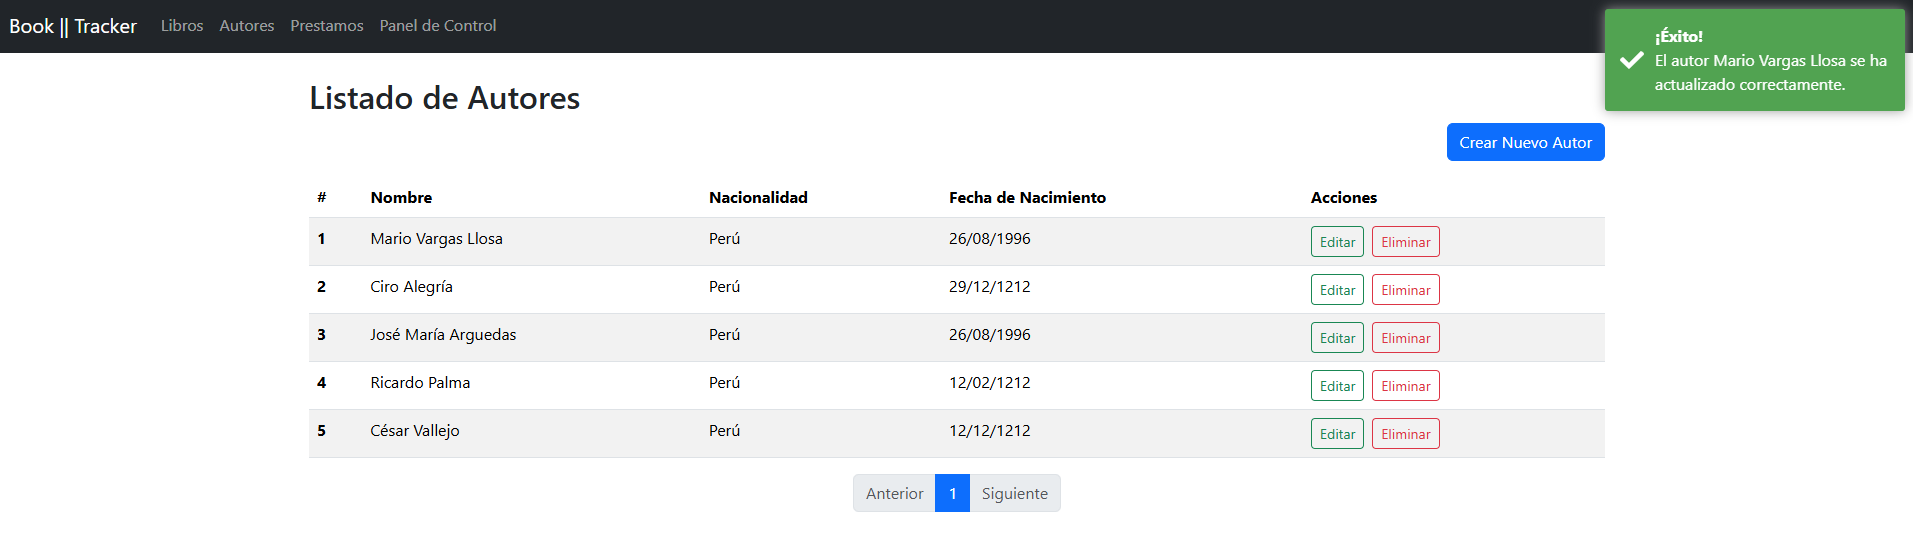 Book || Tracker Libros Autores Prestamos Panel de Control
¡Éxito!
El autor Mario Vargas Llosa se ha
actualizado correctamente.
Listado de Autores
Crear Nuevo Autor
# Nombre Nacionalidad Fecha de Nacimiento Acciones
1 Mario Vargas Llosa Perú 26/08/1996 Editar Eliminar
2 Ciro Alegría Perú 29/12/1212 Editar Eliminar
3 José María Arguedas Perú 26/08/1996 Editar Eliminar
4 Ricardo Palma Perú 12/02/1212 Editar Eliminar
5 César Vallejo Perú 12/12/1212 Editar Eliminar
Anterior 1 Siguiente